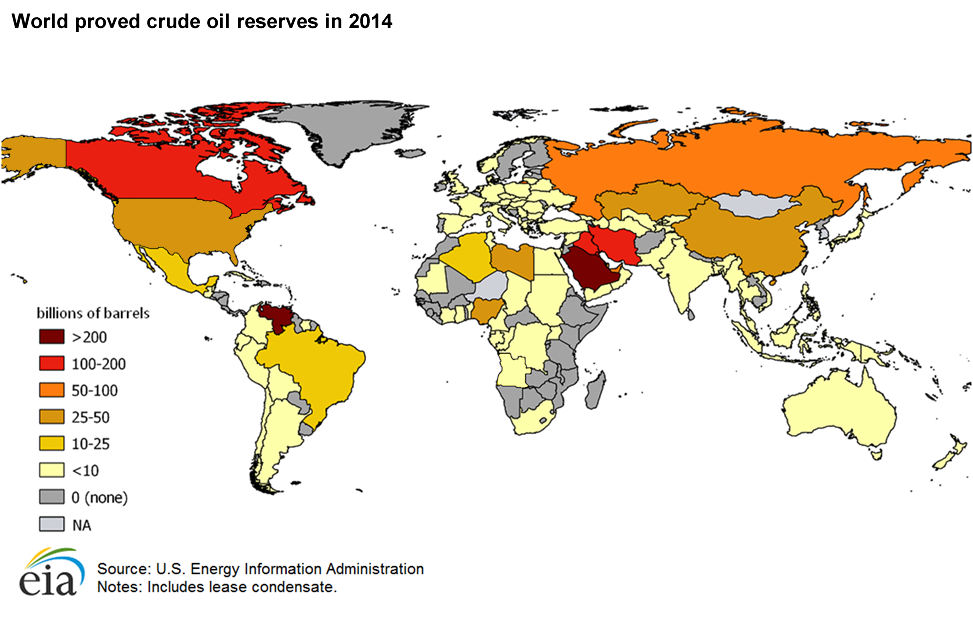 World proved crude oil reserves in 2014
billions of barrels
>200
100-200
50-100
25-50
10-25
<10
0 (none)
NA
eia
Source: U.S. Energy Information Administration
Notes: Includes lease condensate.